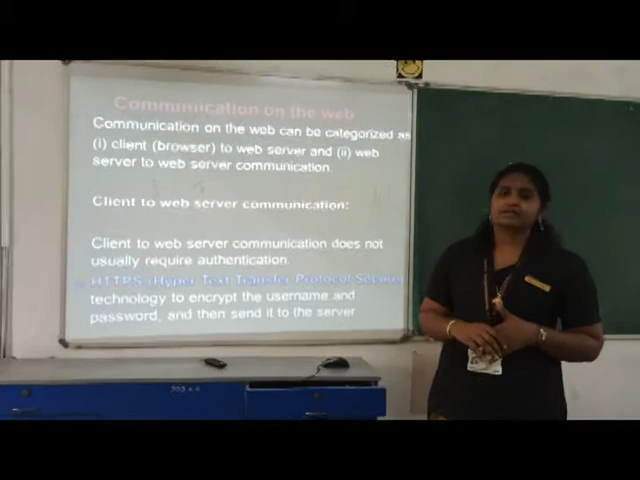 Communication on the web
Communication on the web can be categorized as
(i) client (browser) to web server and (ii) web
server to web server communication.
Client to web server communication:
Client to web server communication does not
usually require authentication.
HTTPS (Hyper Text Transfer Protocol Secure)
technology to encrypt the username and
password, and then send it to the server